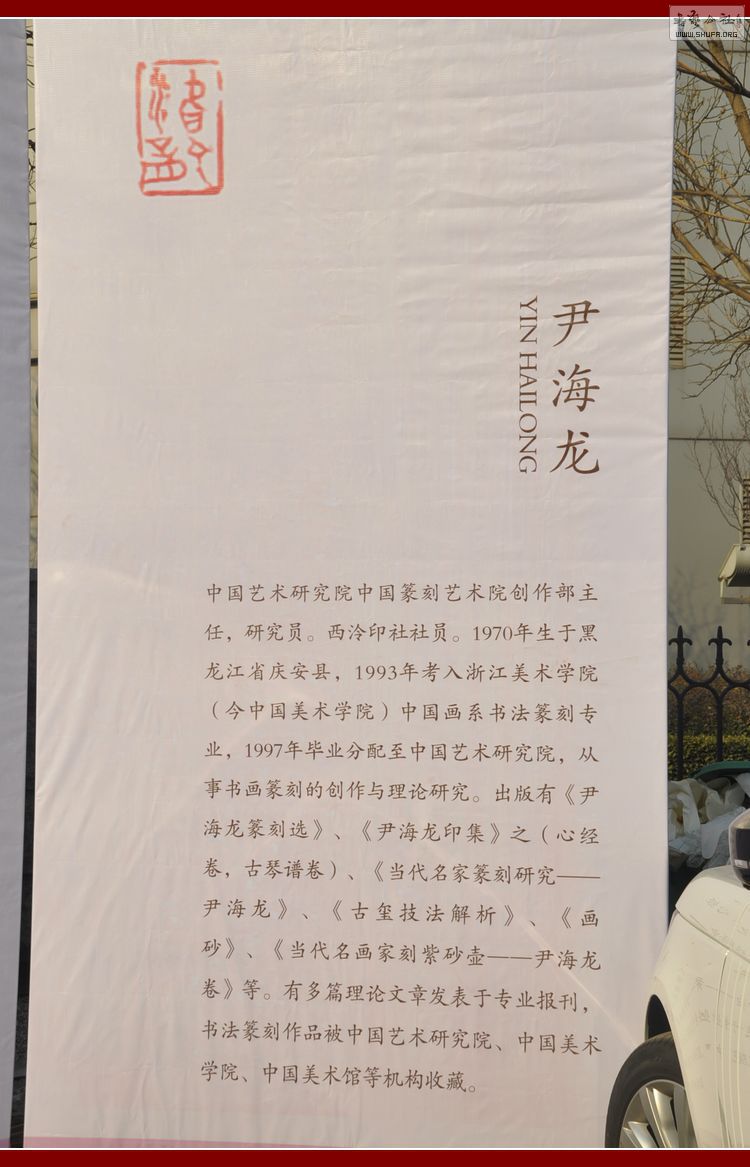 WWW.SHUFA.ORG
尹海龙
YIN HAILONG
中国艺术研究院中国篆刻艺术院创作部主
任，研究员。西泠印社社员。1970年生于黑
龙江省庆安县，1993年考入浙江美术学院
（今中国美术学院）中国画系书法篆刻专
业，1997年毕业分配至中国艺术研究院，从
事书画篆刻的创作与理论研究。出版有《尹
海龙篆刻选》、《尹海龙印集》之（心经
卷，古琴谱卷）、《当代名家篆刻研究——
尹海龙》、《古玺技法解析》、《画
砂》、《当代名画家刻紫砂壶——尹海龙
卷》等。有多篇理论文章发表于专业报刊，
书法篆刻作品被中国艺术研究院、中国美术
学院、中国美术馆等机构收藏。